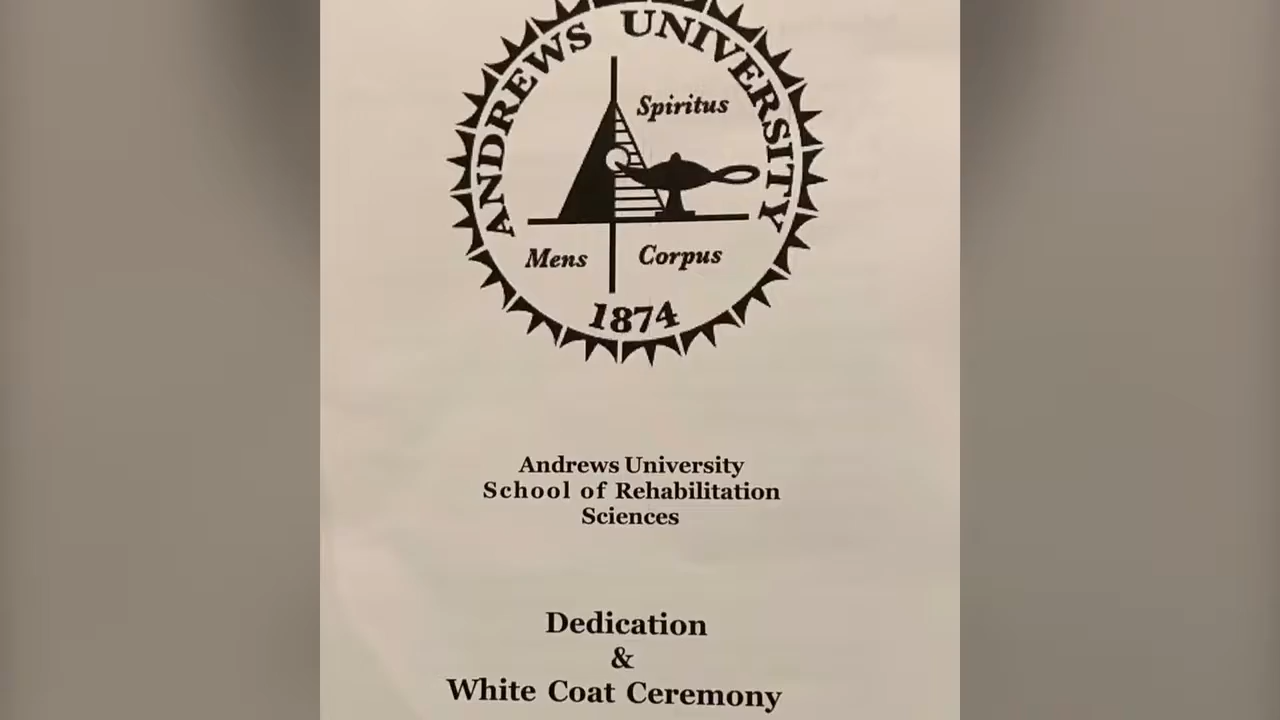 ANDREWS UNIVERSITY
Spiritus
Mens Corpus
1874
Andrews University
School of Rehabilitation
Sciences
Dedication
&
White Coat Ceremony